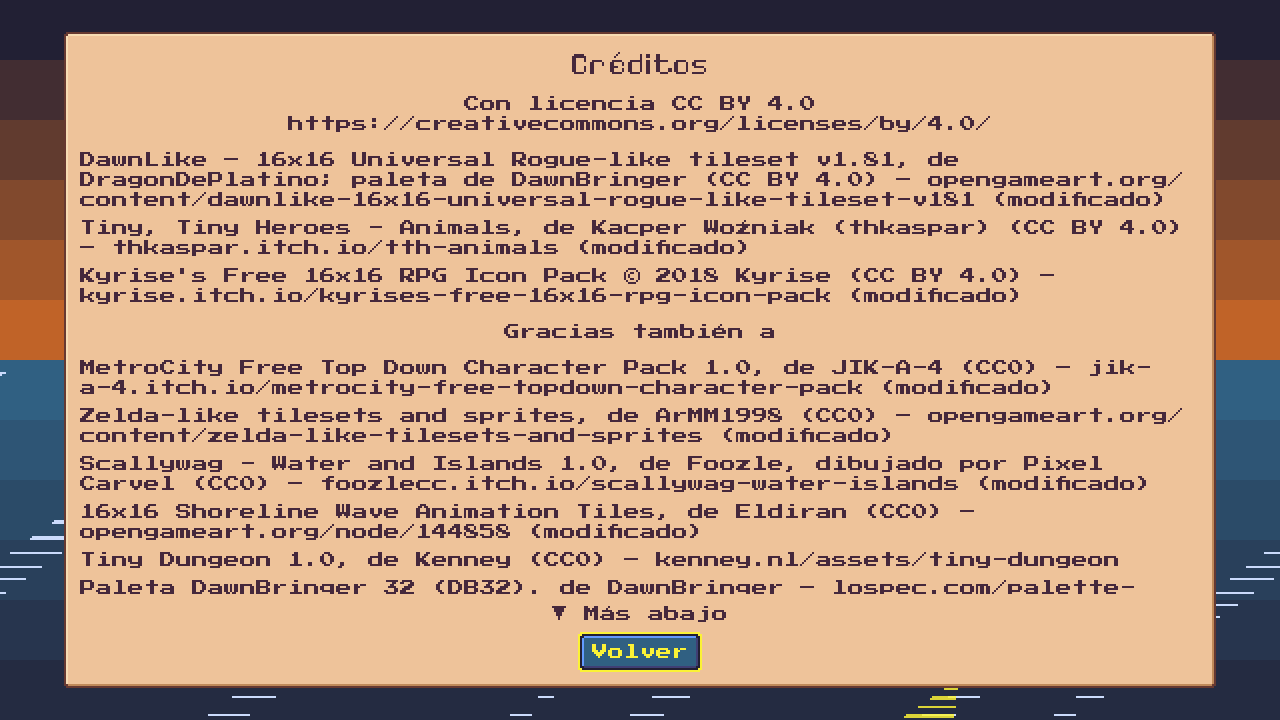 Créditos
Con licencia CC BY 4.0
https://creativecommons.org/licenses/by/4.0/
DawnLike - 16x16 Universal Rogue-like tileset v1.81, de
DragonDePlatino; paleta de DawnBringer (CC BY 4.0) - opengameart.org/
content/dawnlike-16x16-universal-rogue-like-tileset-v181 (modificado)
Tiny, Tiny Heroes - Animals, de Kacper Woźniak (thkaspar) (CC BY 4.0)
- thkaspar.itch.io/tth-animals (modificado)
Kyrise's Free 16x16 RPG Icon Pack © 2018 Kyrise (CC BY 4.0) -
kyrise.itch.io/kyrises-free-16x16-rpg-icon-pack (modificado)
Gracias también a
MetroCity Free Top Down Character Pack 1.0, de JIK-A-4 (CC0) - jik-
a-4.itch.io/metrocity-free-topdown-character-pack (modificado)
Zelda-like tilesets and sprites, de ArMM1998 (CC0) - opengameart.org/
content/zelda-like-tilesets-and-sprites (modificado)
Scallywag - Water and Islands 1.0, de Foozle, dibujado por Pixel
Carvel (CC0) - foozlecc.itch.io/scallywag-water-islands (modificado)
16x16 Shoreline Wave Animation Tiles, de Eldiran (CC0) -
opengameart.org/node/144858 (modificado)
Tiny Dungeon 1.0, de Kenney (CC0) - kenney.nl/assets/tiny-dungeon
Paleta DawnBringer 32 (DB32), de DawnBringer - lospec.com/palette-
▼ Más abajo
Volver